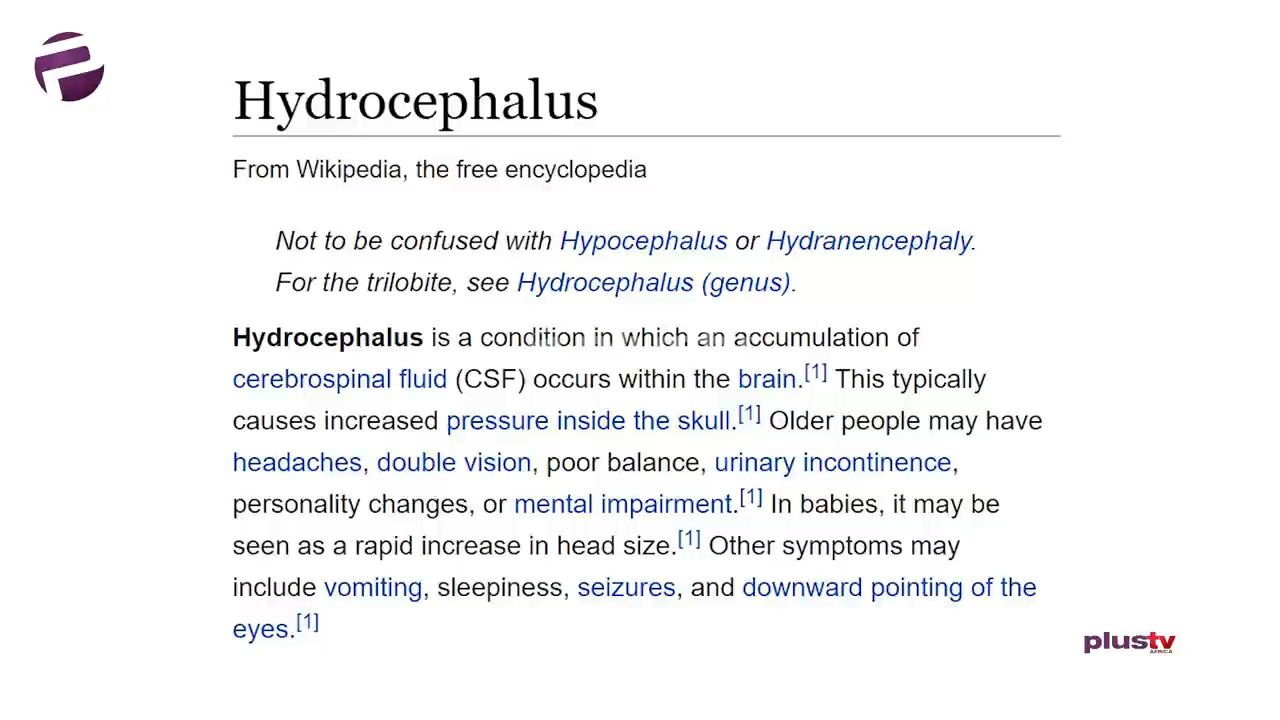 Hydrocephalus
From Wikipedia, the free encyclopedia
Not to be confused with Hypocephalus or Hydranencephaly.
For the trilobite, see Hydrocephalus (genus).
Hydrocephalus is a condition in which an accumulation of
cerebrospinal fluid (CSF) occurs within the brain.[1] This typically
causes increased pressure inside the skull.[1] Older people may have
headaches, double vision, poor balance, urinary incontinence,
personality changes, or mental impairment.[1] In babies, it may be
seen as a rapid increase in head size.[1] Other symptoms may
include vomiting, sleepiness, seizures, and downward pointing of the
eyes.[1]
plustv
AFRICA